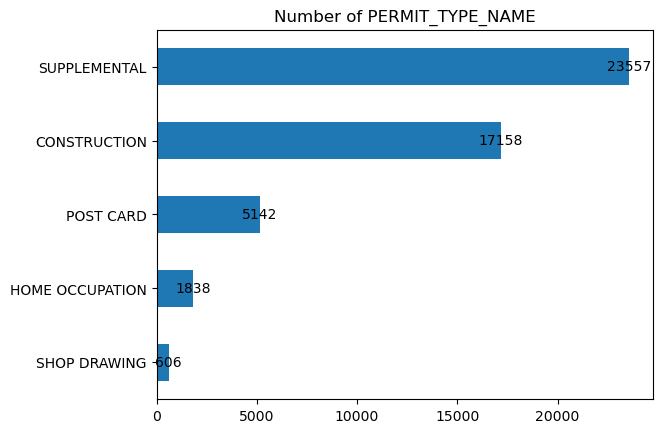 Number of PERMIT_TYPE_NAME
SUPPLEMENTAL 23557
CONSTRUCTION 17158
POST CARD 5142
HOME OCCUPATION 1838
SHOP DRAWING 606
0 5000 10000 15000 20000